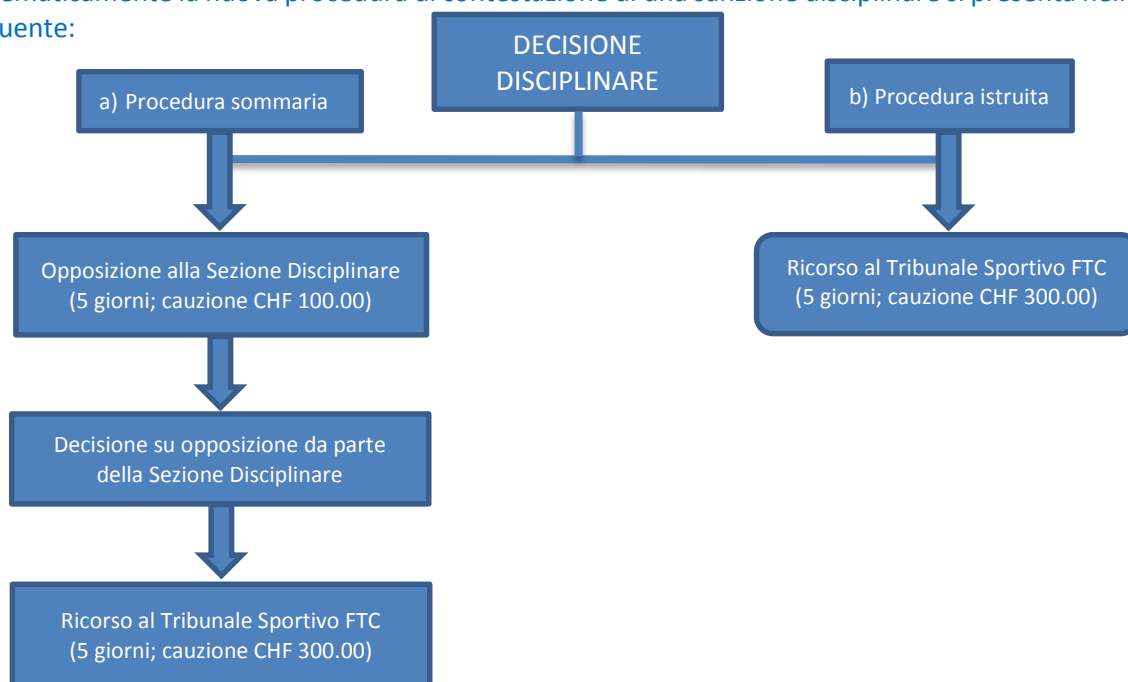 uente:
DECISIONE
DISCIPLINARE
a) Procedura sommaria
b) Procedura istruita
Opposizione alla Sezione Disciplinare
(5 giorni; cauzione CHF 100.00)
Ricorso al Tribunale Sportivo FTC
(5 giorni; cauzione CHF 300.00)
Decisione su opposizione da parte
della Sezione Disciplinare
Ricorso al Tribunale Sportivo FTC
(5 giorni; cauzione CHF 300.00)